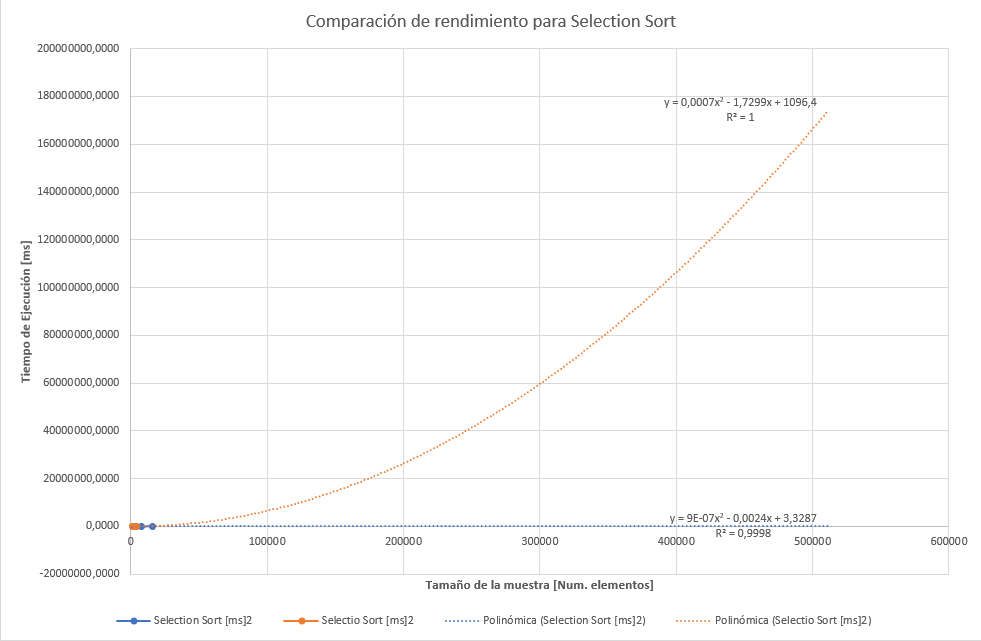 Comparación de rendimiento para Selection Sort
200000000,0000
180000000,0000
160000000,0000
140000000,0000
120000000,0000
100000000,0000
80000000,0000
60000000,0000
40000000,0000
20000000,0000
0,0000
-20000000,0000
Tiempo de Ejecución [ms]
y = 0,0007x² - 1,7299x + 1096,4
R² = 1
y = 9E-07x² - 0,0024x + 3,3287
R² = 0,9998
0 100000 200000 300000 400000 500000 600000
Tamaño de la muestra [Num. elementos]
Selection Sort [ms]2 Selectio Sort [ms]2 Polinómica (Selection Sort [ms]2) Polinómica (Selectio Sort [ms]2)